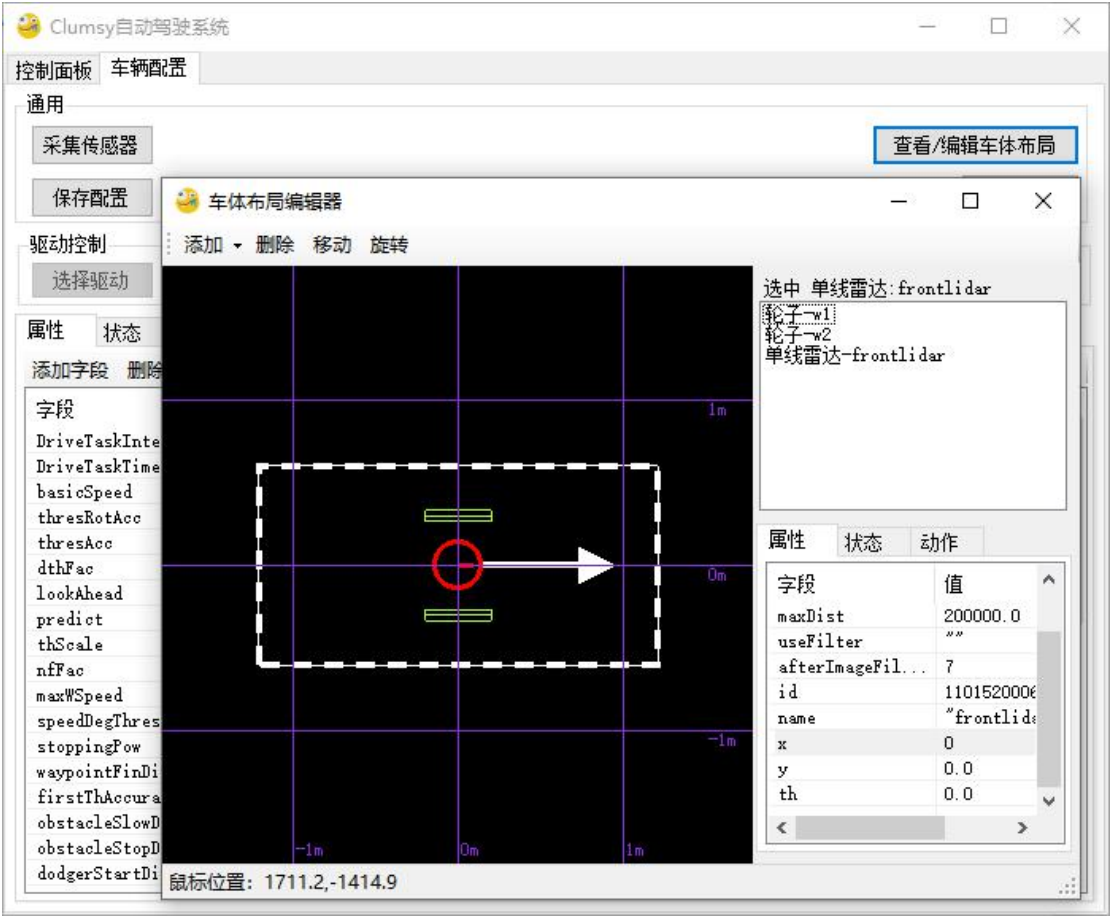 Clumsy自动驾驶系统
控制面板 车辆配置
通用
采集传感器 查看/编辑车体布局
保存配置
驱动控制
选择驱动
属性 状态
添加字段 删除
字段
DriveTaskInte
DriveTaskTime
basicSpeed
thresRotAcc
thresAcc
dthFac
lookAhead
predict
thScale
nfFac
maxWSpeed
speedDegThres
stoppingPow
waypointFinDi
firstThAccura
obstacleSlowD
obstacleStopD
dodgerStartDi
车体布局编辑器
添加 删除 移动 旋转
1m
0m
-1m
-1m 0m 1m
选中 单线雷达:frontlidar
轮子-w1
轮子-w2
单线雷达-frontlidar
属性 状态 动作
字段 值
maxDist 200000.0
useFilter ""
afterImageFil... 7
id 1101520006
name "frontlida
x 0
y 0.0
th 0.0
鼠标位置: 1711.2,-1414.9